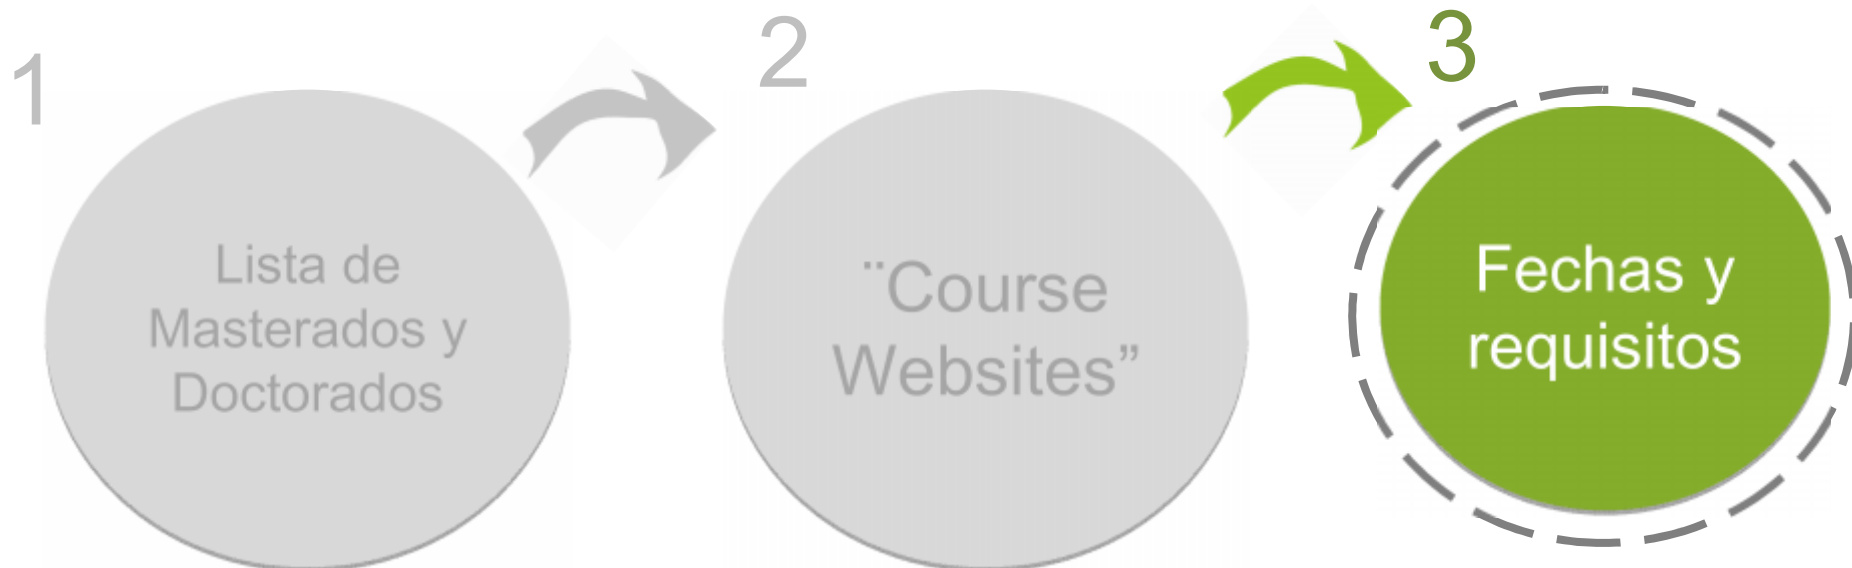 1
Lista de
Masterados y
Doctorados
2
¨Course
Websites”
3
Fechas y
requisitos